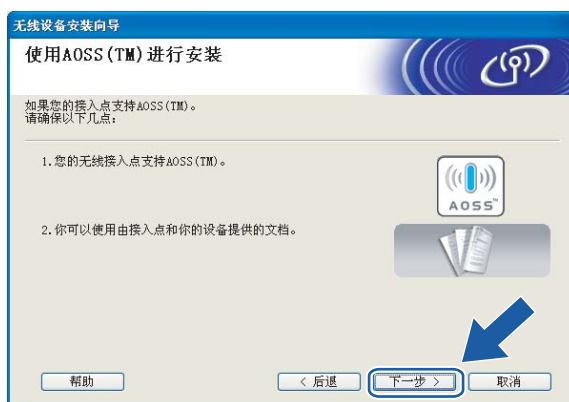 无线设备安装向导
使用AOSS(TM)进行安装
如果您的接入点支持AOSS(TM)。
请确保以下几点:
1.您的无线接入点支持AOSS(TM)。
AOSS™
2.你可以使用由接入点和你的设备提供的文档。
帮助
< 后退
下一步 >
取消